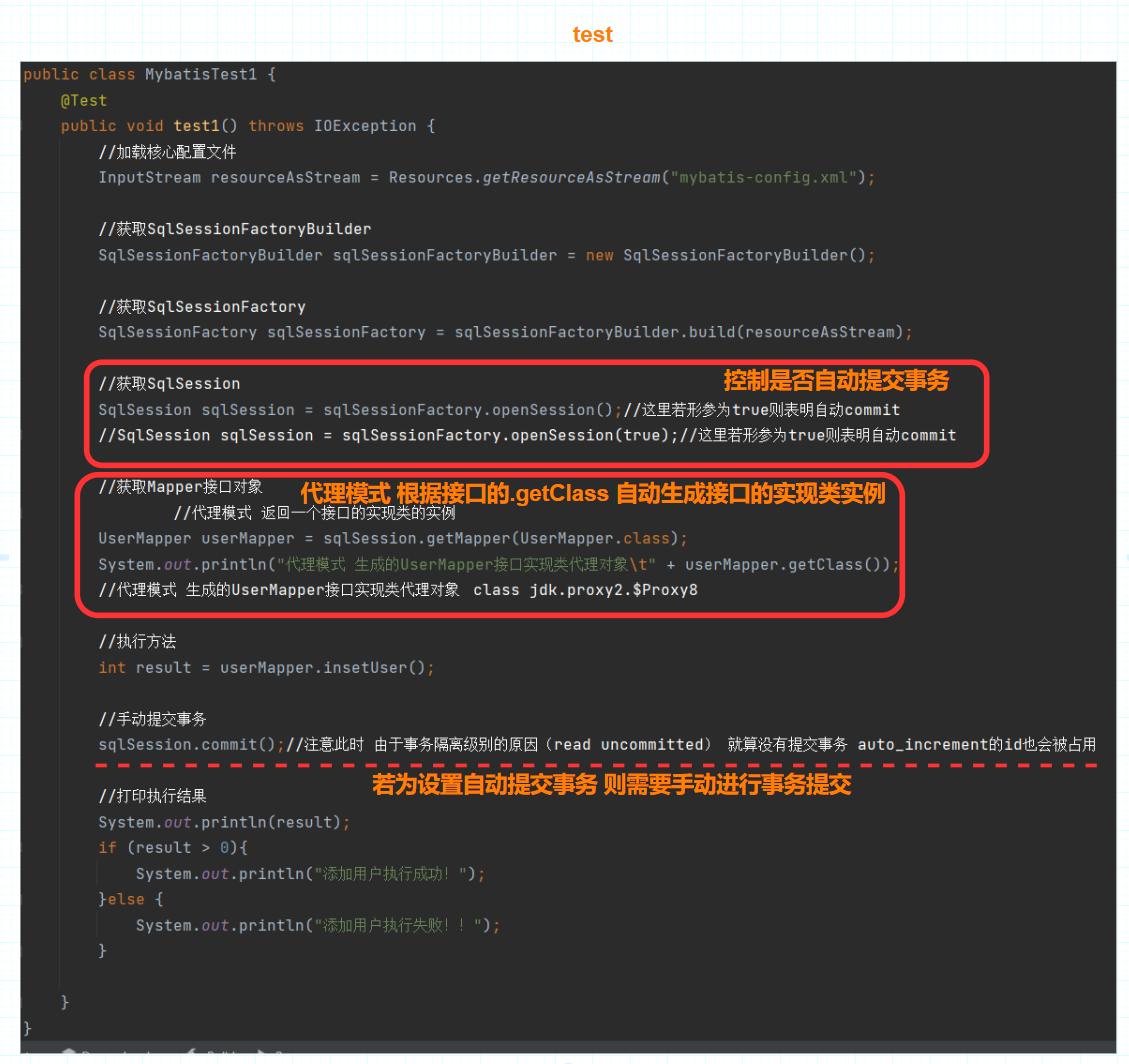 test
public class MybatisTest1 {
@Test
public void test1() throws IOException {
//加载核心配置文件
InputStream resourceAsStream = Resources.getResourceAsStream("mybatis-config.xml");
//获取SqlSessionFactoryBuilder
SqlSessionFactoryBuilder sqlSessionFactoryBuilder = new SqlSessionFactoryBuilder();
//获取SqlSessionFactory
SqlSessionFactory sqlSessionFactory = sqlSessionFactoryBuilder.build(resourceAsStream);
//获取SqlSession 控制是否自动提交事务
SqlSession sqlSession = sqlSessionFactory.openSession();//这里若形参为true则表明自动commit
//SqlSession sqlSession = sqlSessionFactory.openSession(true);//这里若形参为true则表明自动commit
//获取Mapper接口对象 代理模式 根据接口的.getClass 自动生成接口的实现类实例
//代理模式 返回一个接口的实现类的实例
UserMapper userMapper = sqlSession.getMapper(UserMapper.class);
System.out.println("代理模式 生成的UserMapper接口实现类代理对象\t" + userMapper.getClass());
//代理模式 生成的UserMapper接口实现类代理对象 class jdk.proxy2.$Proxy8
//执行方法
int result = userMapper.insetUser();
//手动提交事务
sqlSession.commit();//注意此时 由于事务隔离级别的原因（read uncommitted） 就算没有提交事务 auto_increment的id也会被占用
若为设置自动提交事务 则需要手动进行事务提交
//打印执行结果
System.out.println(result);
if (result > 0){
System.out.println("添加用户执行成功！");
}else {
System.out.println("添加用户执行失败！！");
}
}
}